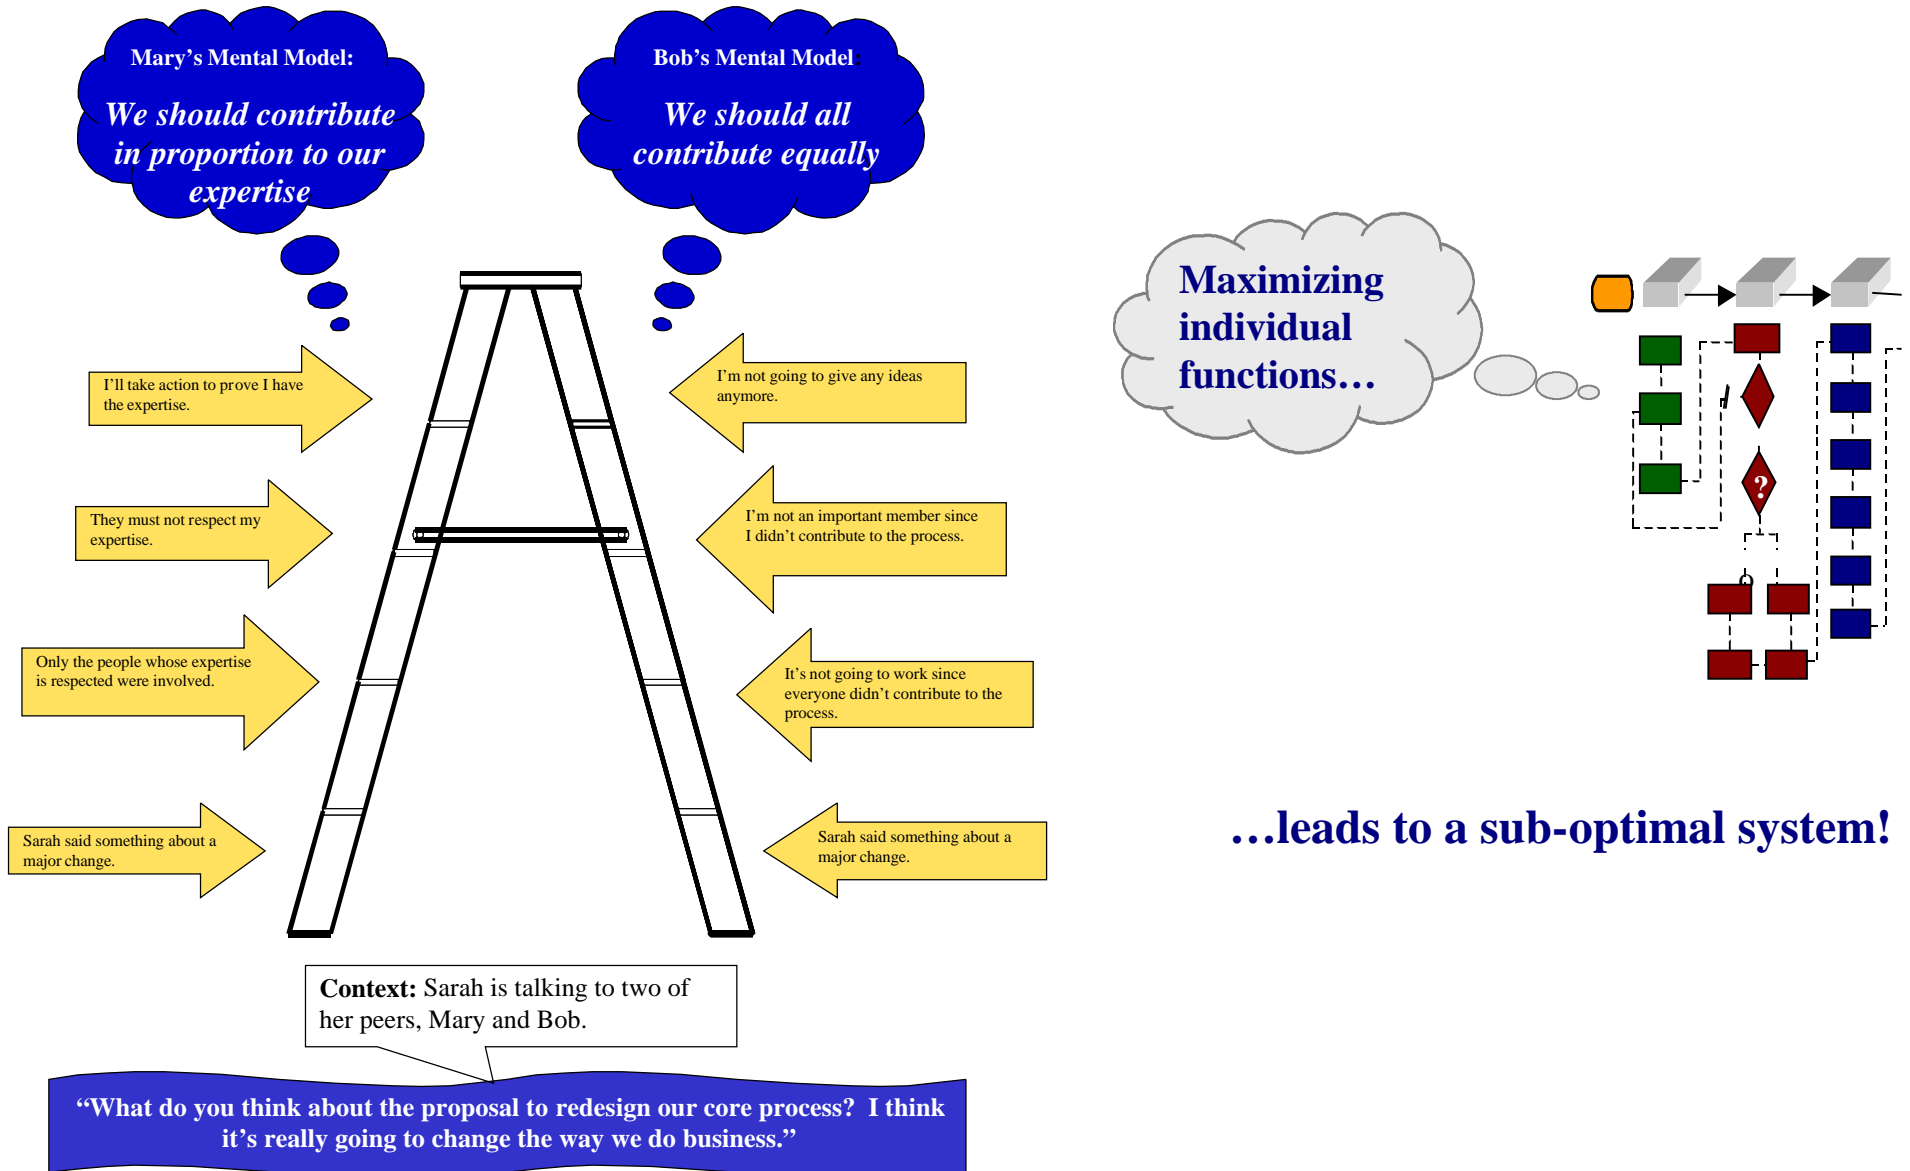 Mary’s Mental Model:
We should contribute
in proportion to our
expertise
Bob’s Mental Model:
We should all
contribute equally
I’ll take action to prove I have
the expertise.
They must not respect my
expertise.
Only the people whose expertise
is respected were involved.
Sarah said something about a
major change.
I’m not going to give any ideas
anymore.
I’m not an important member since
I didn’t contribute to the process.
It’s not going to work since
everyone didn’t contribute to the
process.
Sarah said something about a
major change.
Context: Sarah is talking to two of
her peers, Mary and Bob.
“What do you think about the proposal to redesign our core process?  I think
it’s really going to change the way we do business.”
Maximizing
individual
functions…
?
…leads to a sub-optimal system!